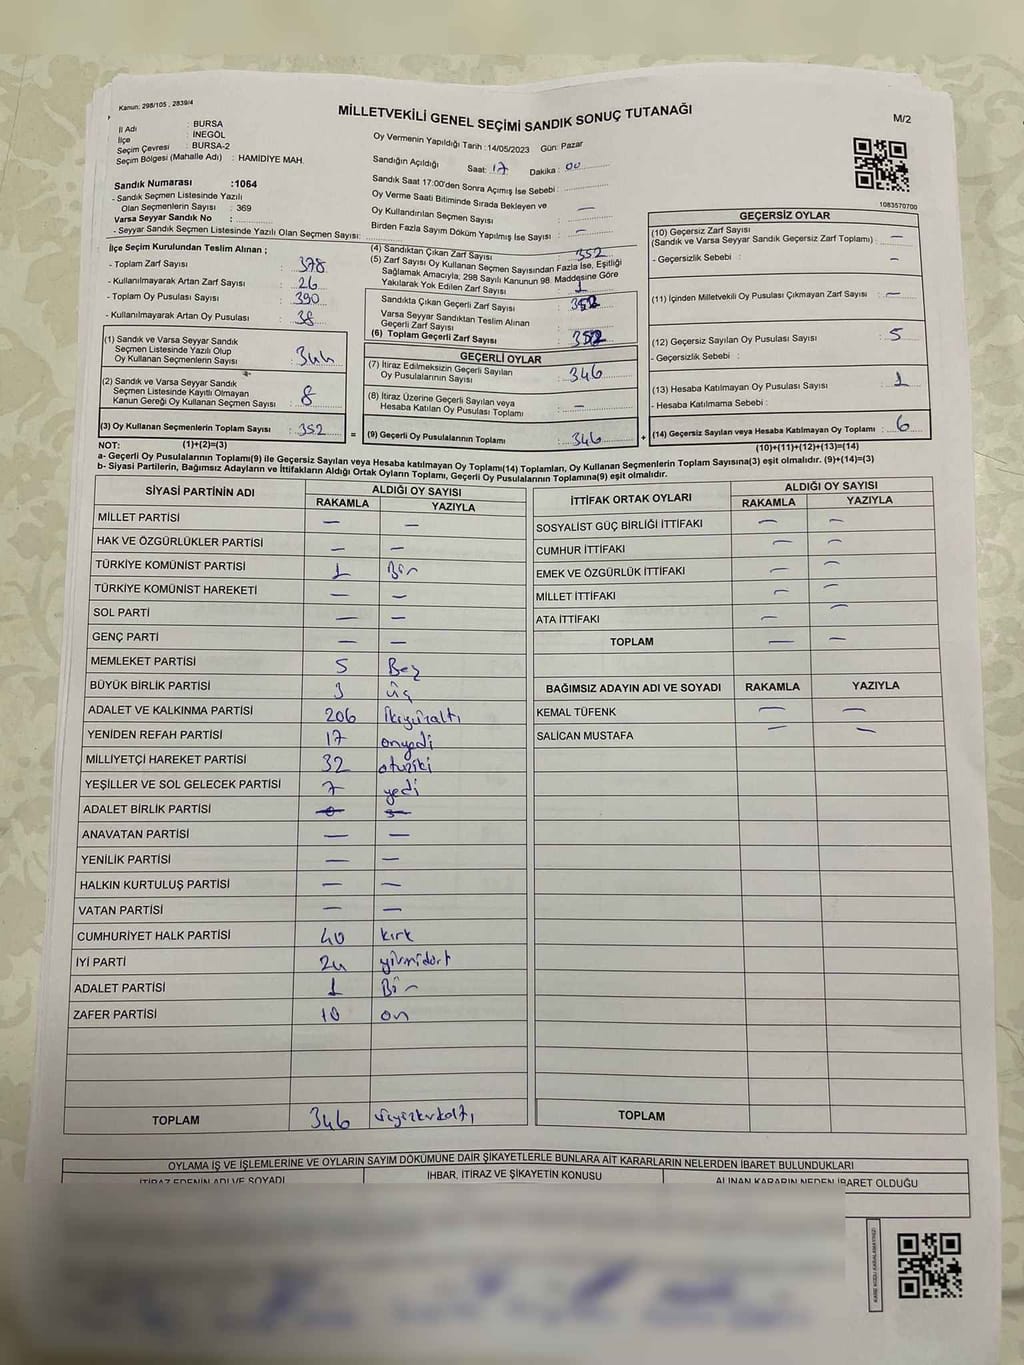 Kanun: 298/105 , 2839/4
MİLLETVEKİLİ GENEL SEÇİMİ SANDIK SONUÇ TUTANAĞI
M/2
İl Adı : BURSA
İlçe : İNEGÖL
Seçim Çevresi : BURSA-2
Seçim Bölgesi (Mahalle Adı) : HAMİDİYE MAH.
Oy Vermenin Yapıldığı Tarih :14/05/2023 Gün: Pazar
Sandığın Açıldığı Saat: 17 Dakika : 00
Sandık Saat 17:00'den Sonra Açımış İse Sebebi :
Oy Verme Saati Bitiminde Sırada Bekleyen ve
Oy Kullandırılan Seçmen Sayısı : —
Birden Fazla Sayım Döküm Yapılmış İse Sayısı : —
1083570700
Sandık Numarası :1064
- Sandık Seçmen Listesinde Yazılı
Olan Seçmenlerin Sayısı : 369
Varsa Seyyar Sandık No :
- Seyyar Sandık Seçmen Listesinde Yazılı Olan Seçmen Sayısı:
İlçe Seçim Kurulundan Teslim Alınan ;
- Toplam Zarf Sayısı : 378
- Kullanılmayarak Artan Zarf Sayısı : 26
- Toplam Oy Pusulası Sayısı : 390
- Kullanılmayarak Artan Oy Pusulası : 38
(1) Sandık ve Varsa Seyyar Sandık
Seçmen Listesinde Yazılı Olup
Oy Kullanan Seçmenlerin Sayısı : 344
(2) Sandık ve Varsa Seyyar Sandık
Seçmen Listesinde Kayıtlı Olmayan
Kanun Gereği Oy Kullanan Seçmen Sayısı : 8
(3) Oy Kullanan Seçmenlerin Toplam Sayısı : 352
(4) Sandıktan Çıkan Zarf Sayısı : 352
(5) Zarf Sayısı Oy Kullanan Seçmen Sayısından Fazla İse, Eşitliği
Sağlamak Amacıyla; 298 Sayılı Kanunun 98. Maddesine Göre
Yakılarak Yok Edilen Zarf Sayısı : 1
Sandıkta Çıkan Geçerli Zarf Sayısı : 352
Varsa Seyyar Sandıktan Teslim Alınan
Geçerli Zarf Sayısı :
(6) Toplam Geçerli Zarf Sayısı : 352
GEÇERLİ OYLAR
(7) İtiraz Edilmeksizin Geçerli Sayılan
Oy Pusulalarının Sayısı : 346
(8) İtiraz Üzerine Geçerli Sayılan veya
Hesaba Katılan Oy Pusulası Toplamı : —
= (9) Geçerli Oy Pusulalarının Toplamı : 346
GEÇERSİZ OYLAR
(10) Geçersiz Zarf Sayısı
(Sandık ve Varsa Seyyar Sandık Geçersiz Zarf Toplamı) : —
- Geçersizlik Sebebi : —
(11) İçinden Milletvekili Oy Pusulası Çıkmayan Zarf Sayısı : —
(12) Geçersiz Sayılan Oy Pusulası Sayısı : 5
- Geçersizlik Sebebi :
(13) Hesaba Katılmayan Oy Pusulası Sayısı : 1
- Hesaba Katılmama Sebebi :
+ (14) Geçersiz Sayılan veya Hesaba Katılmayan Oy Toplamı : 6
NOT: (1)+(2)=(3)
(10)+(11)+(12)+(13)=(14)
a- Geçerli Oy Pusulalarının Toplamı(9) ile Geçersiz Sayılan veya Hesaba katılmayan Oy Toplamı(14) Toplamları, Oy Kullanan Seçmenlerin Toplam Sayısına(3) eşit olmalıdır. (9)+(14)=(3)
b- Siyasi Partilerin, Bağımsız Adayların ve İttifakların Aldığı Ortak Oyların Toplamı, Geçerli Oy Pusulalarının Toplamına(9) eşit olmalıdır.
SİYASİ PARTİNİN ADI
ALDIĞI OY SAYISI
RAKAMLA YAZIYLA
MİLLET PARTİSİ — —
HAK VE ÖZGÜRLÜKLER PARTİSİ — —
TÜRKİYE KOMÜNİST PARTİSİ 1 Bir
TÜRKİYE KOMÜNİST HAREKETİ — —
SOL PARTİ — —
GENÇ PARTİ — —
MEMLEKET PARTİSİ 5 Beş
BÜYÜK BİRLİK PARTİSİ 3 üç
ADALET VE KALKINMA PARTİSİ 206 ikiyüzaltı
YENİDEN REFAH PARTİSİ 17 onyedi
MİLLİYETÇİ HAREKET PARTİSİ 32 otuziki
YEŞİLLER VE SOL GELECEK PARTİSİ 7 yedi
ADALET BİRLİK PARTİSİ — —
ANAVATAN PARTİSİ — —
YENİLİK PARTİSİ — —
HALKIN KURTULUŞ PARTİSİ — —
VATAN PARTİSİ — —
CUMHURİYET HALK PARTİSİ 40 kırk
İYİ PARTİ 24 yirmidört
ADALET PARTİSİ 1 Bir
ZAFER PARTİSİ 10 on
TOPLAM 346 üçyüzkırkaltı
İTTİFAK ORTAK OYLARI
ALDIĞI OY SAYISI
RAKAMLA YAZIYLA
SOSYALİST GÜÇ BİRLİĞİ İTTİFAKI — —
CUMHUR İTTİFAKI — —
EMEK VE ÖZGÜRLÜK İTTİFAKI — —
MİLLET İTTİFAKI — —
ATA İTTİFAKI — —
TOPLAM — —
BAĞIMSIZ ADAYIN ADI VE SOYADI RAKAMLA YAZIYLA
KEMAL TÜFENK — —
SALİCAN MUSTAFA — —
TOPLAM
OYLAMA İŞ VE İŞLEMLERİNE VE OYLARIN SAYIM DÖKÜMÜNE DAİR ŞİKAYETLERLE BUNLARA AİT KARARLARIN NELERDEN İBARET BULUNDUKLARI
İTİRAZ EDENİN ADI VE SOYADI
İHBAR, İTİRAZ VE ŞİKAYETİN KONUSU
ALINAN KARARIN NEDEN İBARET OLDUĞU
KARE KODU KARALAMAYINIZ!